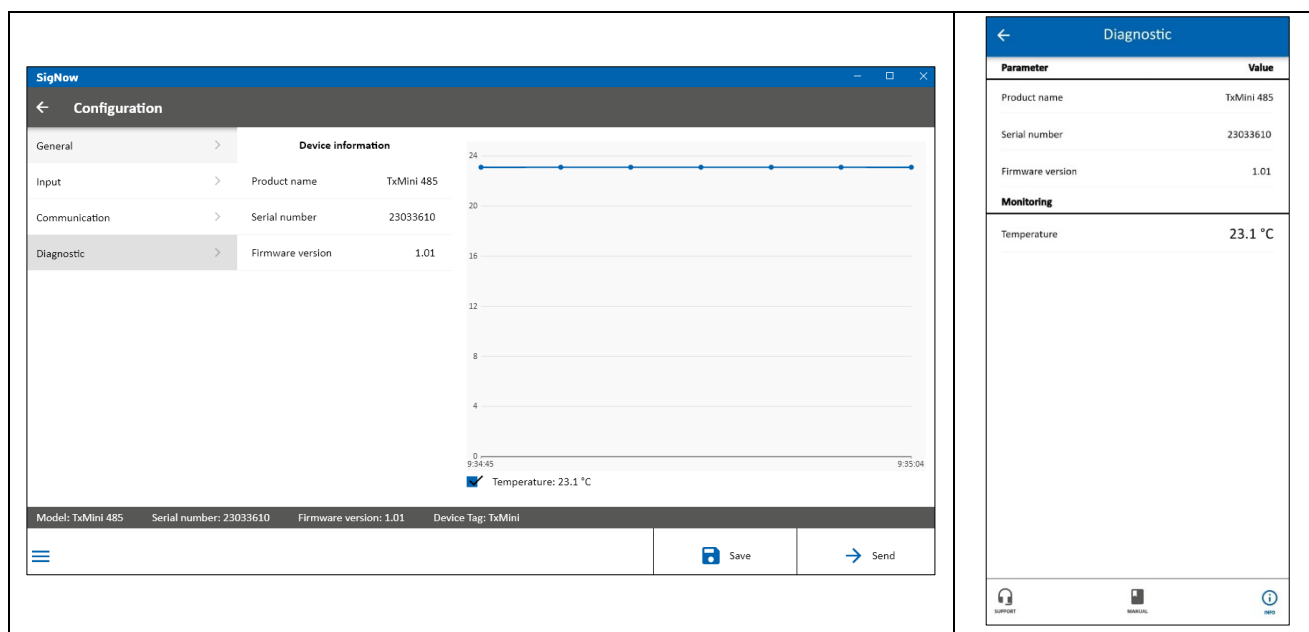 SigNow
Configuration
General
Input
Communication
Diagnostic
Device information
Product name TxMini 485
Serial number 23033610
Firmware version 1.01
24
20
16
12
8
4
0
9:34:45 9:35:04
Temperature: 23.1 °C
Model: TxMini 485 Serial number: 23033610 Firmware version: 1.01 Device Tag: TxMini
Save Send
Diagnostic
Parameter Value
Product name TxMini 485
Serial number 23033610
Firmware version 1.01
Monitoring
Temperature 23.1 °C
SUPPORT MANUAL INFO